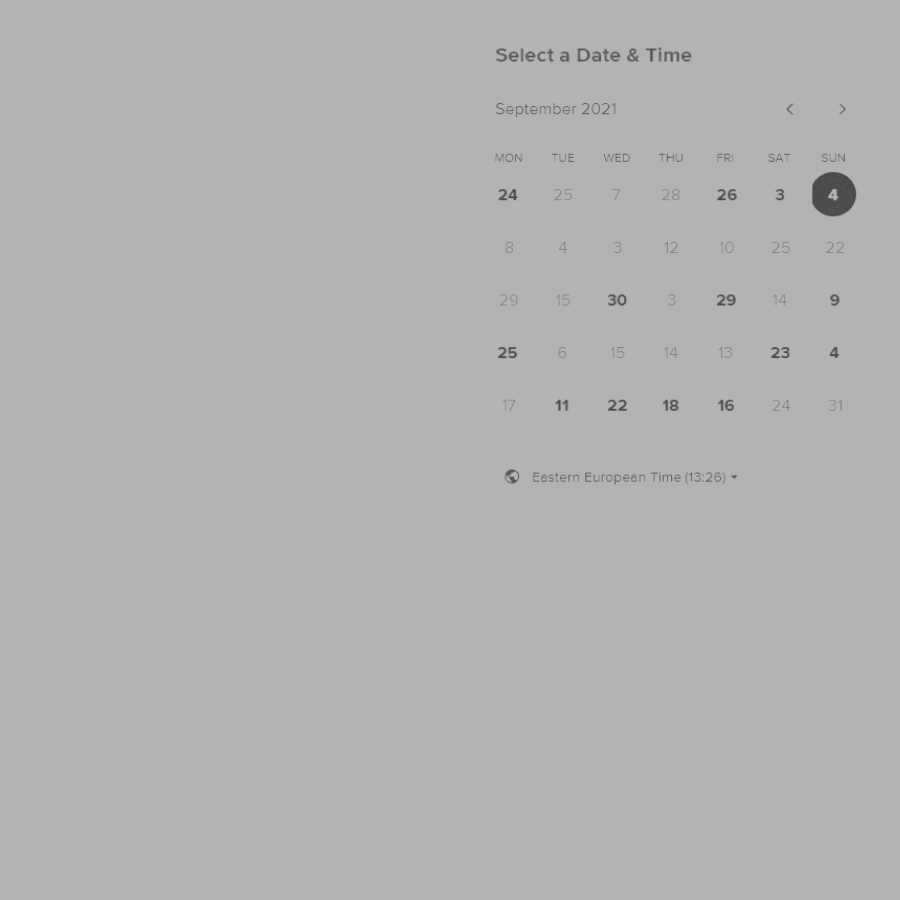 Select a Date & Time
September 2021
MON TUE WED THU FRI SAT SUN
24 25 7 28 26 3 4
8 4 3 12 10 25 22
29 15 30 3 29 14 9
25 6 15 14 13 23 4
17 11 22 18 16 24 31
Eastern European Time (13:26)